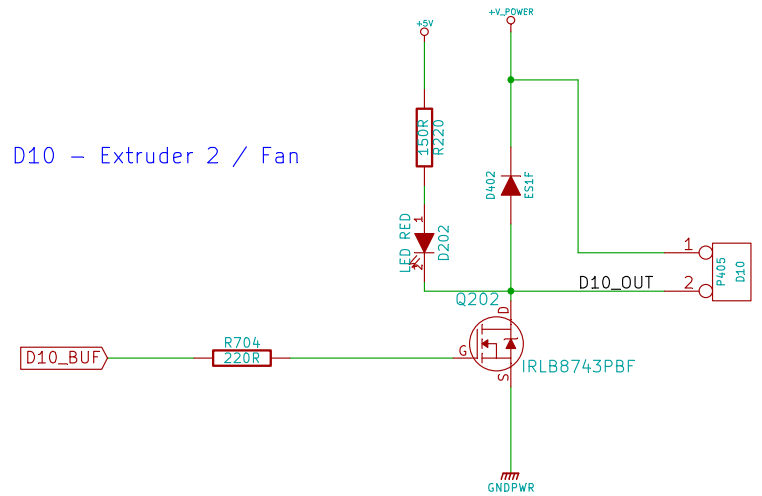 +5V
+V_POWER
D10 - Extruder 2 / Fan
150R
R220
D402
ES1F
LED RED
1
2
D202
D10_OUT
1
2
P405
D10
Q202
D
G
S
IRLB8743PBF
R704
220R
D10_BUF
GNDPWR